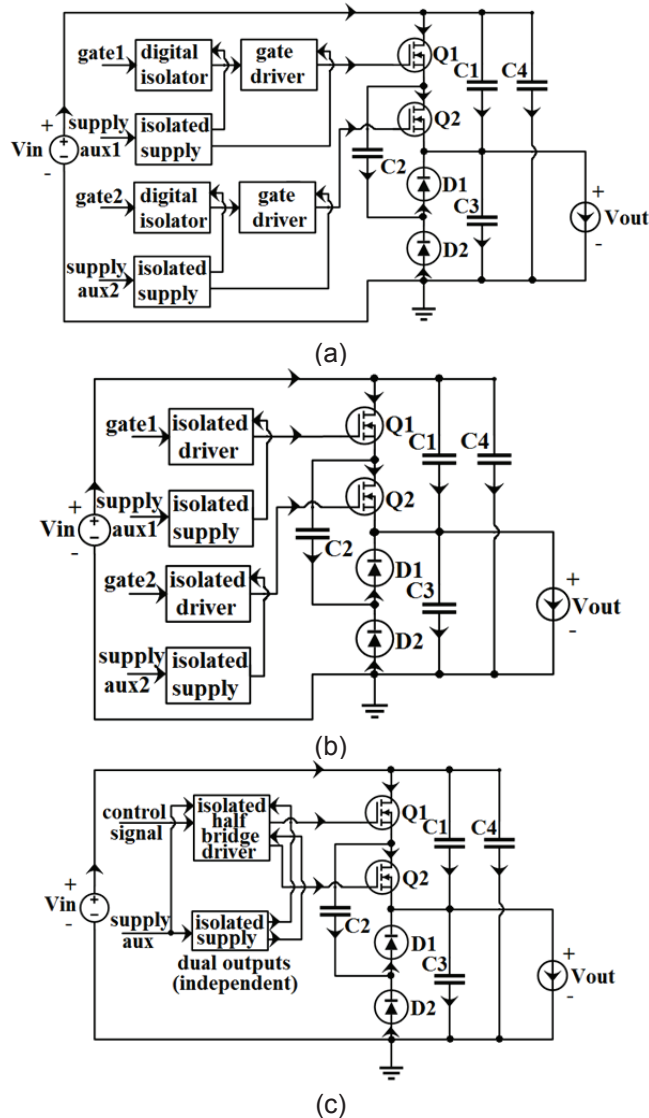 gate1
digital
isolator
gate
driver
Q1
C1
C4
supply
aux1
isolated
supply
Q2
+
Vin
-
C2
gate2
digital
isolator
gate
driver
D1
C3
+
Vout
-
supply
aux2
isolated
supply
D2
(a)
gate1
isolated
driver
Q1
C1
C4
supply
aux1
isolated
supply
Q2
+
Vin
-
C2
gate2
isolated
driver
D1
C3
+
Vout
-
supply
aux2
isolated
supply
D2
(b)
control
signal
isolated
half
bridge
driver
Q1
C1
C4
Q2
+
Vin
-
supply
aux
isolated
supply
dual outputs
(independent)
C2
D1
C3
+
Vout
-
D2
(c)